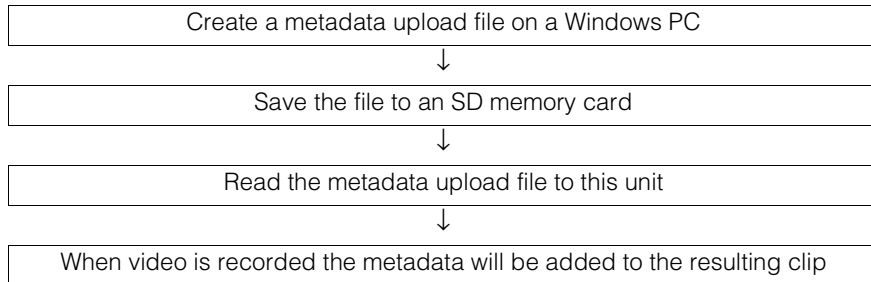 Create a metadata upload file on a Windows PC
↓
Save the file to an SD memory card
↓
Read the metadata upload file to this unit
↓
When video is recorded the metadata will be added to the resulting clip